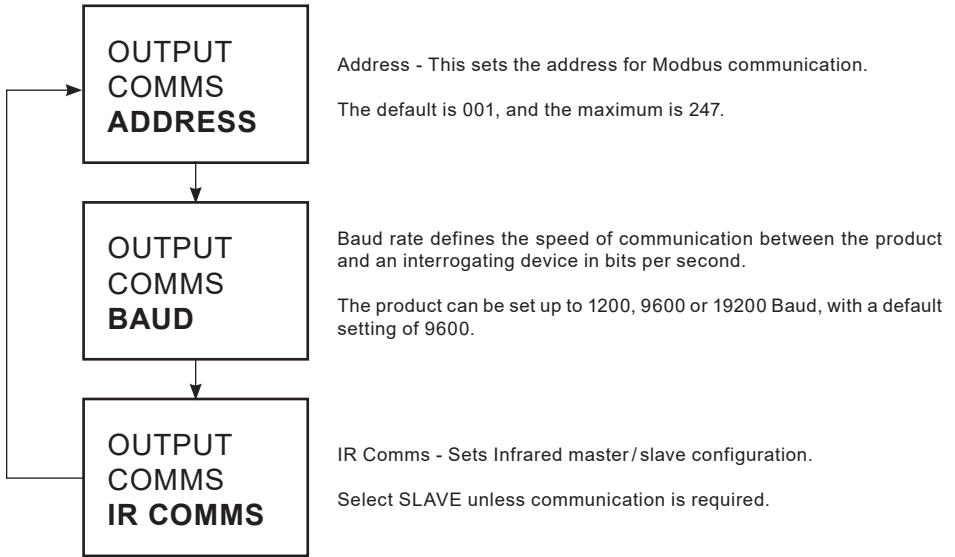 OUTPUT
COMMS
ADDRESS
Address - This sets the address for Modbus communication.
The default is 001, and the maximum is 247.
OUTPUT
COMMS
BAUD
Baud rate defines the speed of communication between the product
and an interrogating device in bits per second.
The product can be set up to 1200, 9600 or 19200 Baud, with a default
setting of 9600.
OUTPUT
COMMS
IR COMMS
IR Comms - Sets Infrared master/slave configuration.
Select SLAVE unless communication is required.